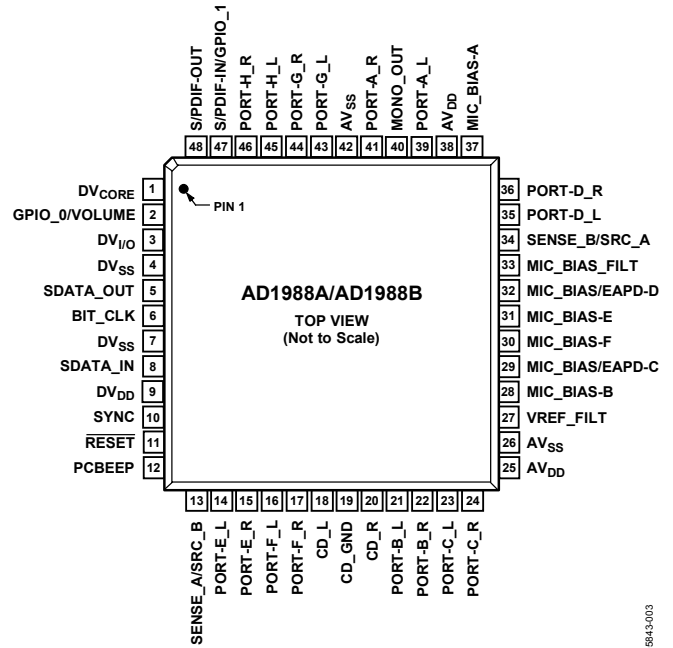 S/PDIF-OUT
S/PDIF-IN/GPIO_1
PORT-H_R
PORT-H_L
PORT-G_R
PORT-G_L
AVSS
PORT-A_R
MONO_OUT
PORT-A_L
AVDD
MIC_BIAS-A
48 47 46 45 44 43 42 41 40 39 38 37
DVCORE 1
GPIO_0/VOLUME 2
DVI/O 3
DVSS 4
SDATA_OUT 5
BIT_CLK 6
DVSS 7
SDATA_IN 8
DVDD 9
SYNC 10
RESET 11
PCBEEP 12
PIN 1
AD1988A/AD1988B
TOP VIEW
(Not to Scale)
36 PORT-D_R
35 PORT-D_L
34 SENSE_B/SRC_A
33 MIC_BIAS_FILT
32 MIC_BIAS/EAPD-D
31 MIC_BIAS-E
30 MIC_BIAS-F
29 MIC_BIAS/EAPD-C
28 MIC_BIAS-B
27 VREF_FILT
26 AVSS
25 AVDD
13 14 15 16 17 18 19 20 21 22 23 24
SENSE_A/SRC_B
PORT-E_L
PORT-E_R
PORT-F_L
PORT-F_R
CD_L
CD_GND
CD_R
PORT-B_L
PORT-B_R
PORT-C_L
PORT-C_R
5843-003